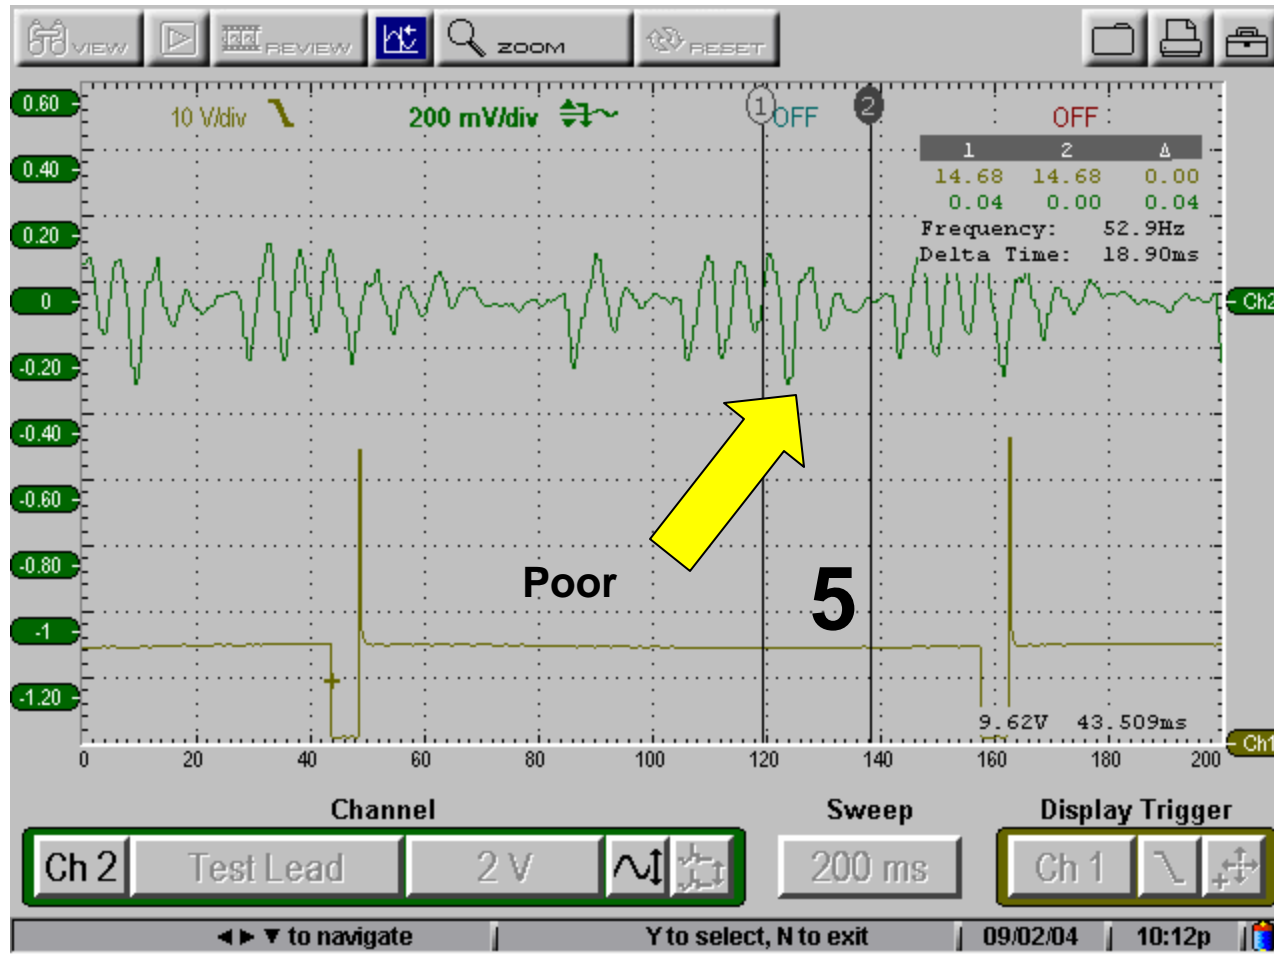 VIEW REVIEW ZOOM RESET
10 V/div 200 mV/div 1 OFF 2 OFF
1 2 Δ
14.68 14.68 0.00
0.04 0.00 0.04
Frequency: 52.9Hz
Delta Time: 18.90ms
0.60
0.40
0.20
0
-0.20
-0.40
-0.60
-0.80
-1
-1.20
Ch2
Poor 5
9.62V 43.509ms
Ch1
0 20 40 60 80 100 120 140 160 180 200
Channel Sweep Display Trigger
Ch 2 Test Lead 2 V 200 ms Ch 1
◄ ► ▼ to navigate Y to select, N to exit 09/02/04 10:12p